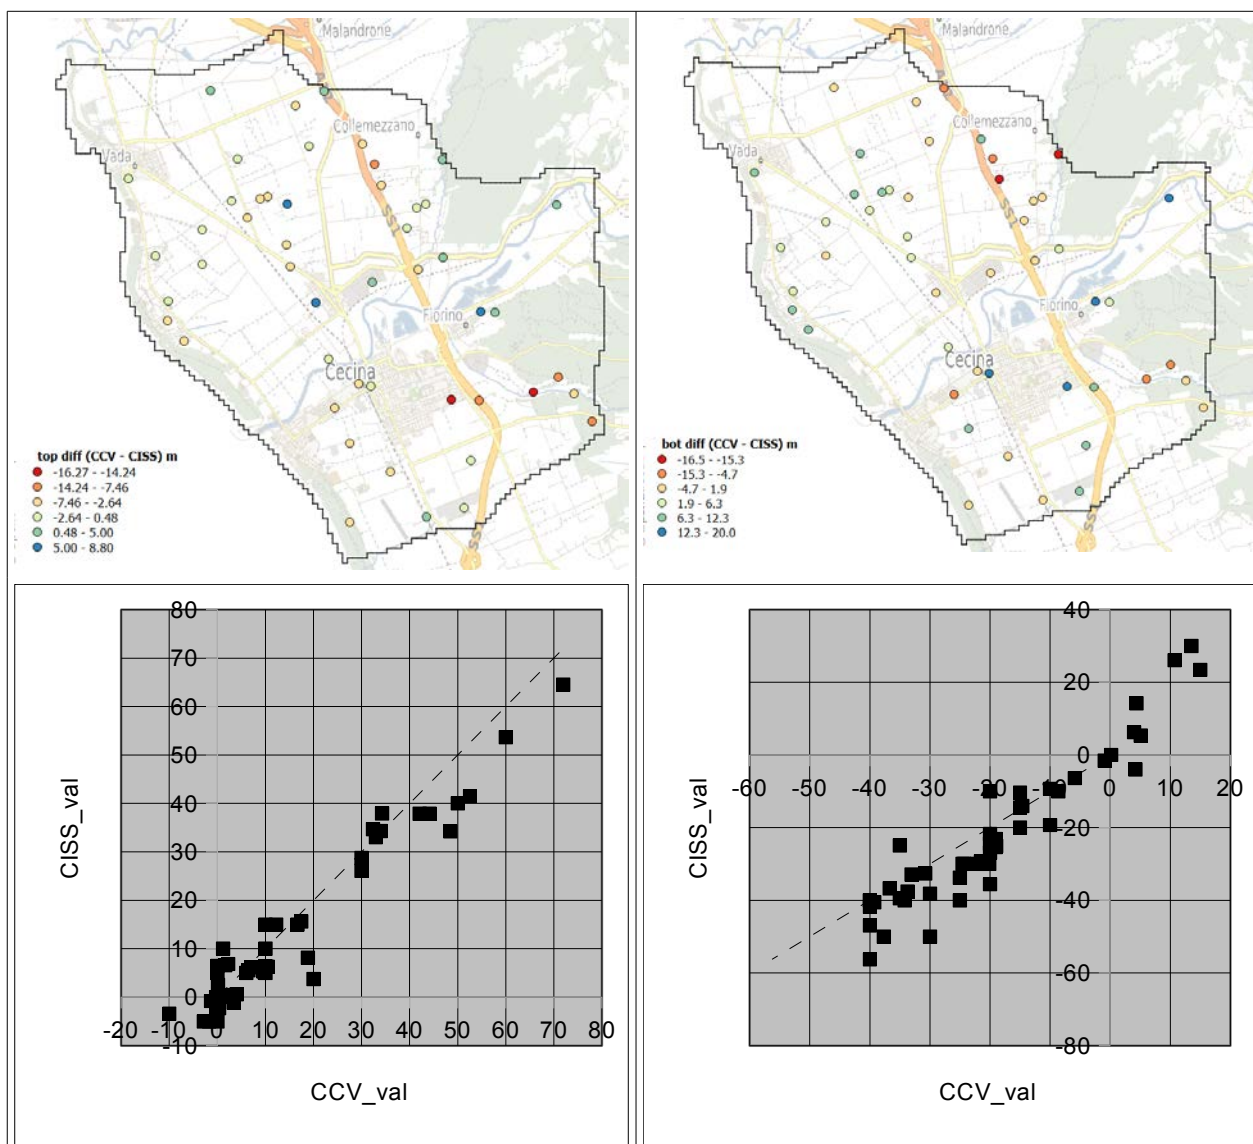 Malandrone
Collemezzano
Vada
SS1
Fiorino
Cecina
SS1
top diff (CCV - CISS) m
-16.27 - -14.24
-14.24 - -7.46
-7.46 - -2.64
-2.64 - 0.48
0.48 - 5.00
5.00 - 8.80
Malandrone
Collemezzano
Vada
SS1
Fiorino
Cecina
SS1
bot diff (CCV - CISS) m
-16.5 - -15.3
-15.3 - -4.7
-4.7 - 1.9
1.9 - 6.3
6.3 - 12.3
12.3 - 20.0
80
70
60
50
40
30
20
10
0
-10
-20 0 10 20 30 40 50 60 70 80
CISS_val
CCV_val
40
20
0
-20
-40
-60
-80
-60 -50 -40 -30 -20 -10 0 10 20
CISS_val
CCV_val